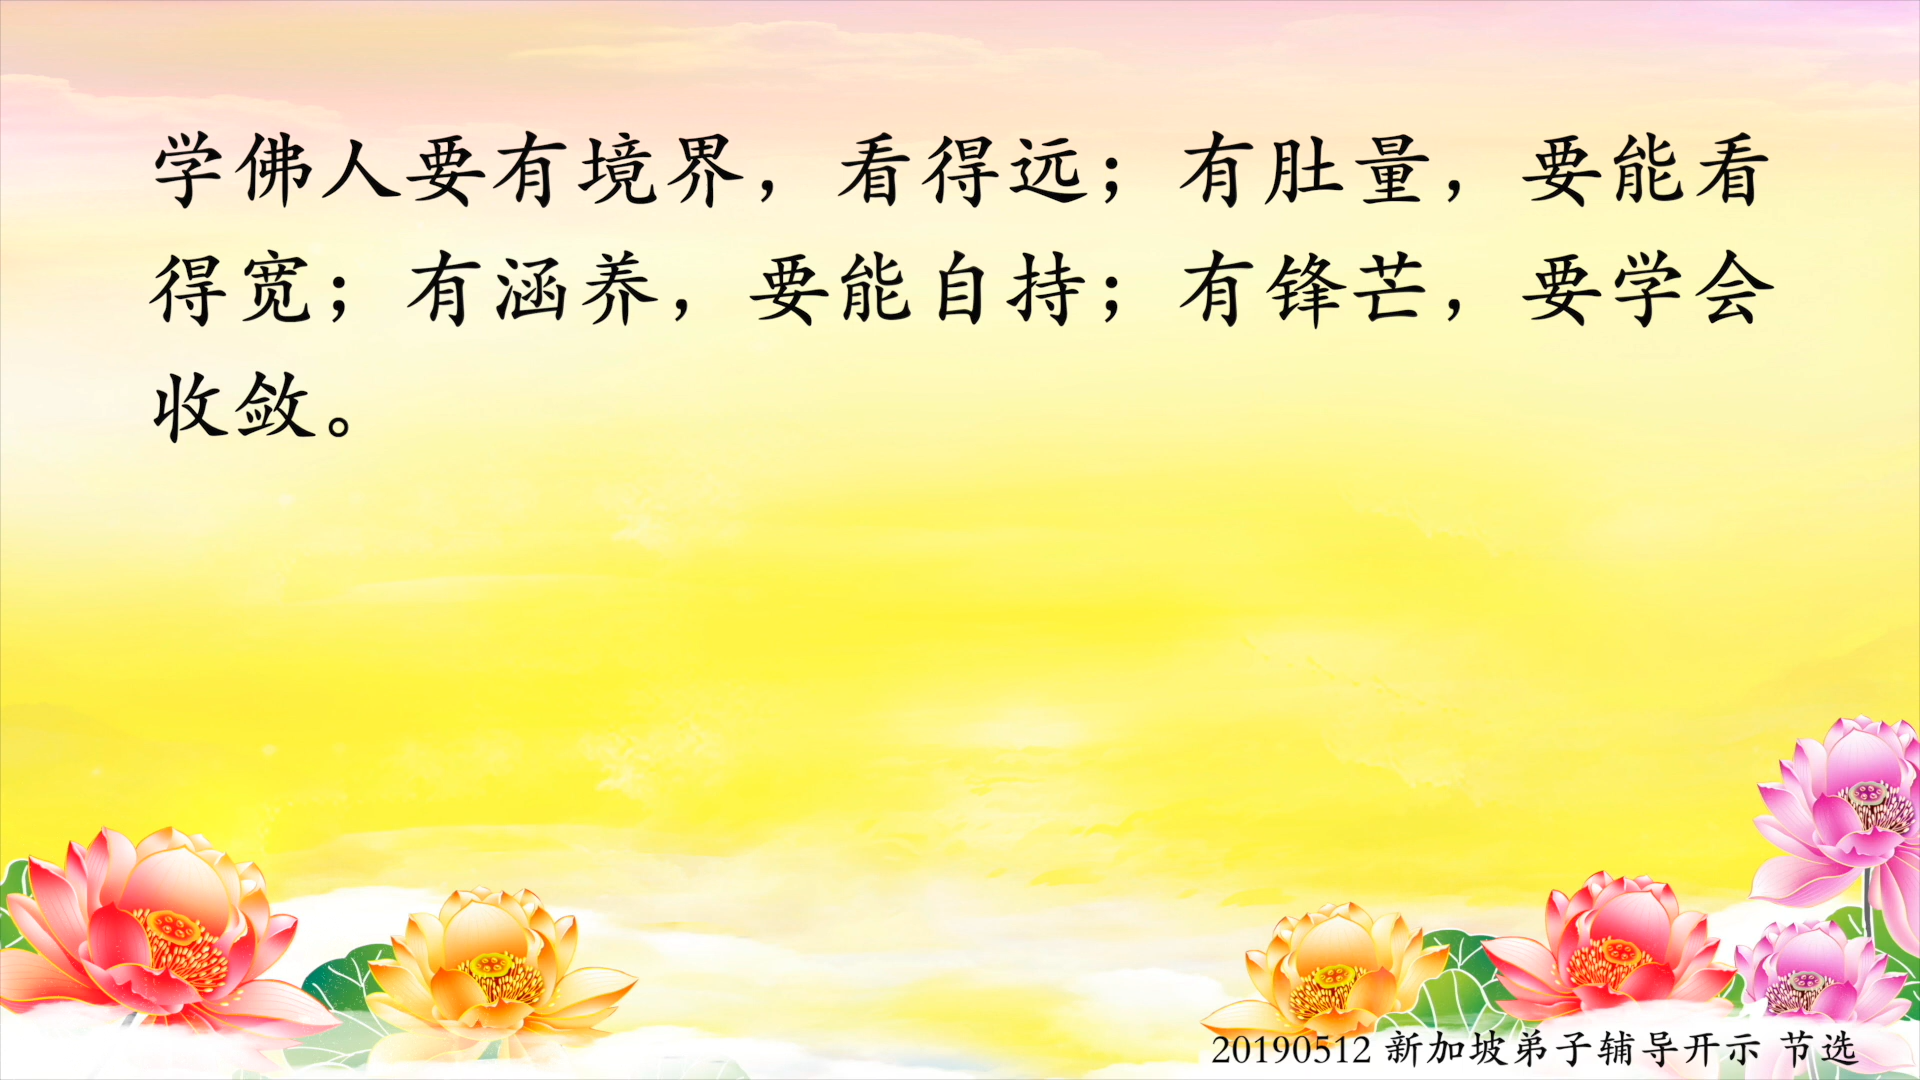 学佛人要有境界，看得远；有肚量，要能看
得宽；有涵养，要能自持；有锋芒，要学会
收敛。
20190512 新加坡弟子辅导开示 节选